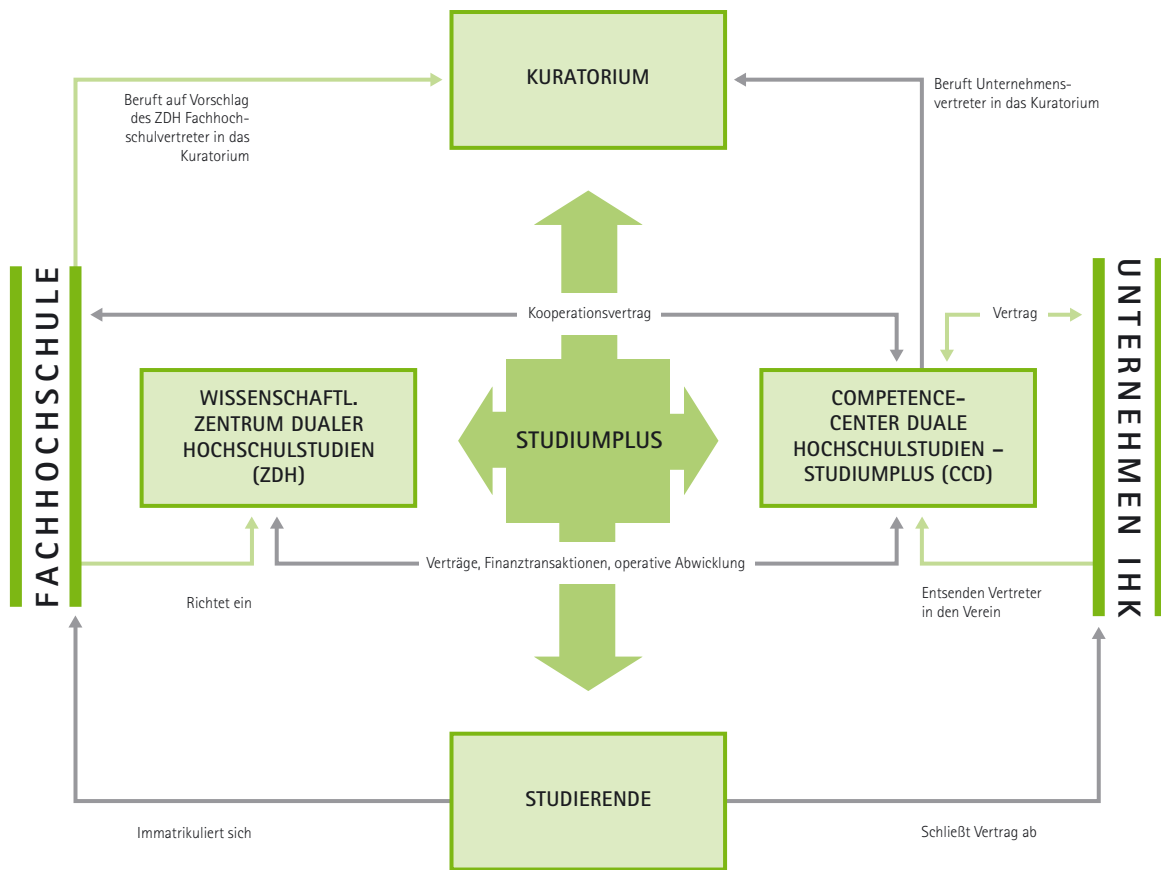 KURATORIUM
Beruft auf Vorschlag
des ZDH Fachhoch-
schulvertreter in das
Kuratorium
Beruft Unternehmens-
vertreter in das Kuratorium
FACHHOCHSCHULE
UNTERNEHMEN IHK
Kooperationsvertrag
Vertrag
WISSENSCHAFTL.
ZENTRUM DUALER
HOCHSCHULSTUDIEN
(ZDH)
STUDIUMPLUS
COMPETENCE-
CENTER DUALE
HOCHSCHULSTUDIEN –
STUDIUMPLUS (CCD)
Verträge, Finanztransaktionen, operative Abwicklung
Richtet ein
Entsenden Vertreter
in den Verein
STUDIERENDE
Immatrikuliert sich
Schließt Vertrag ab